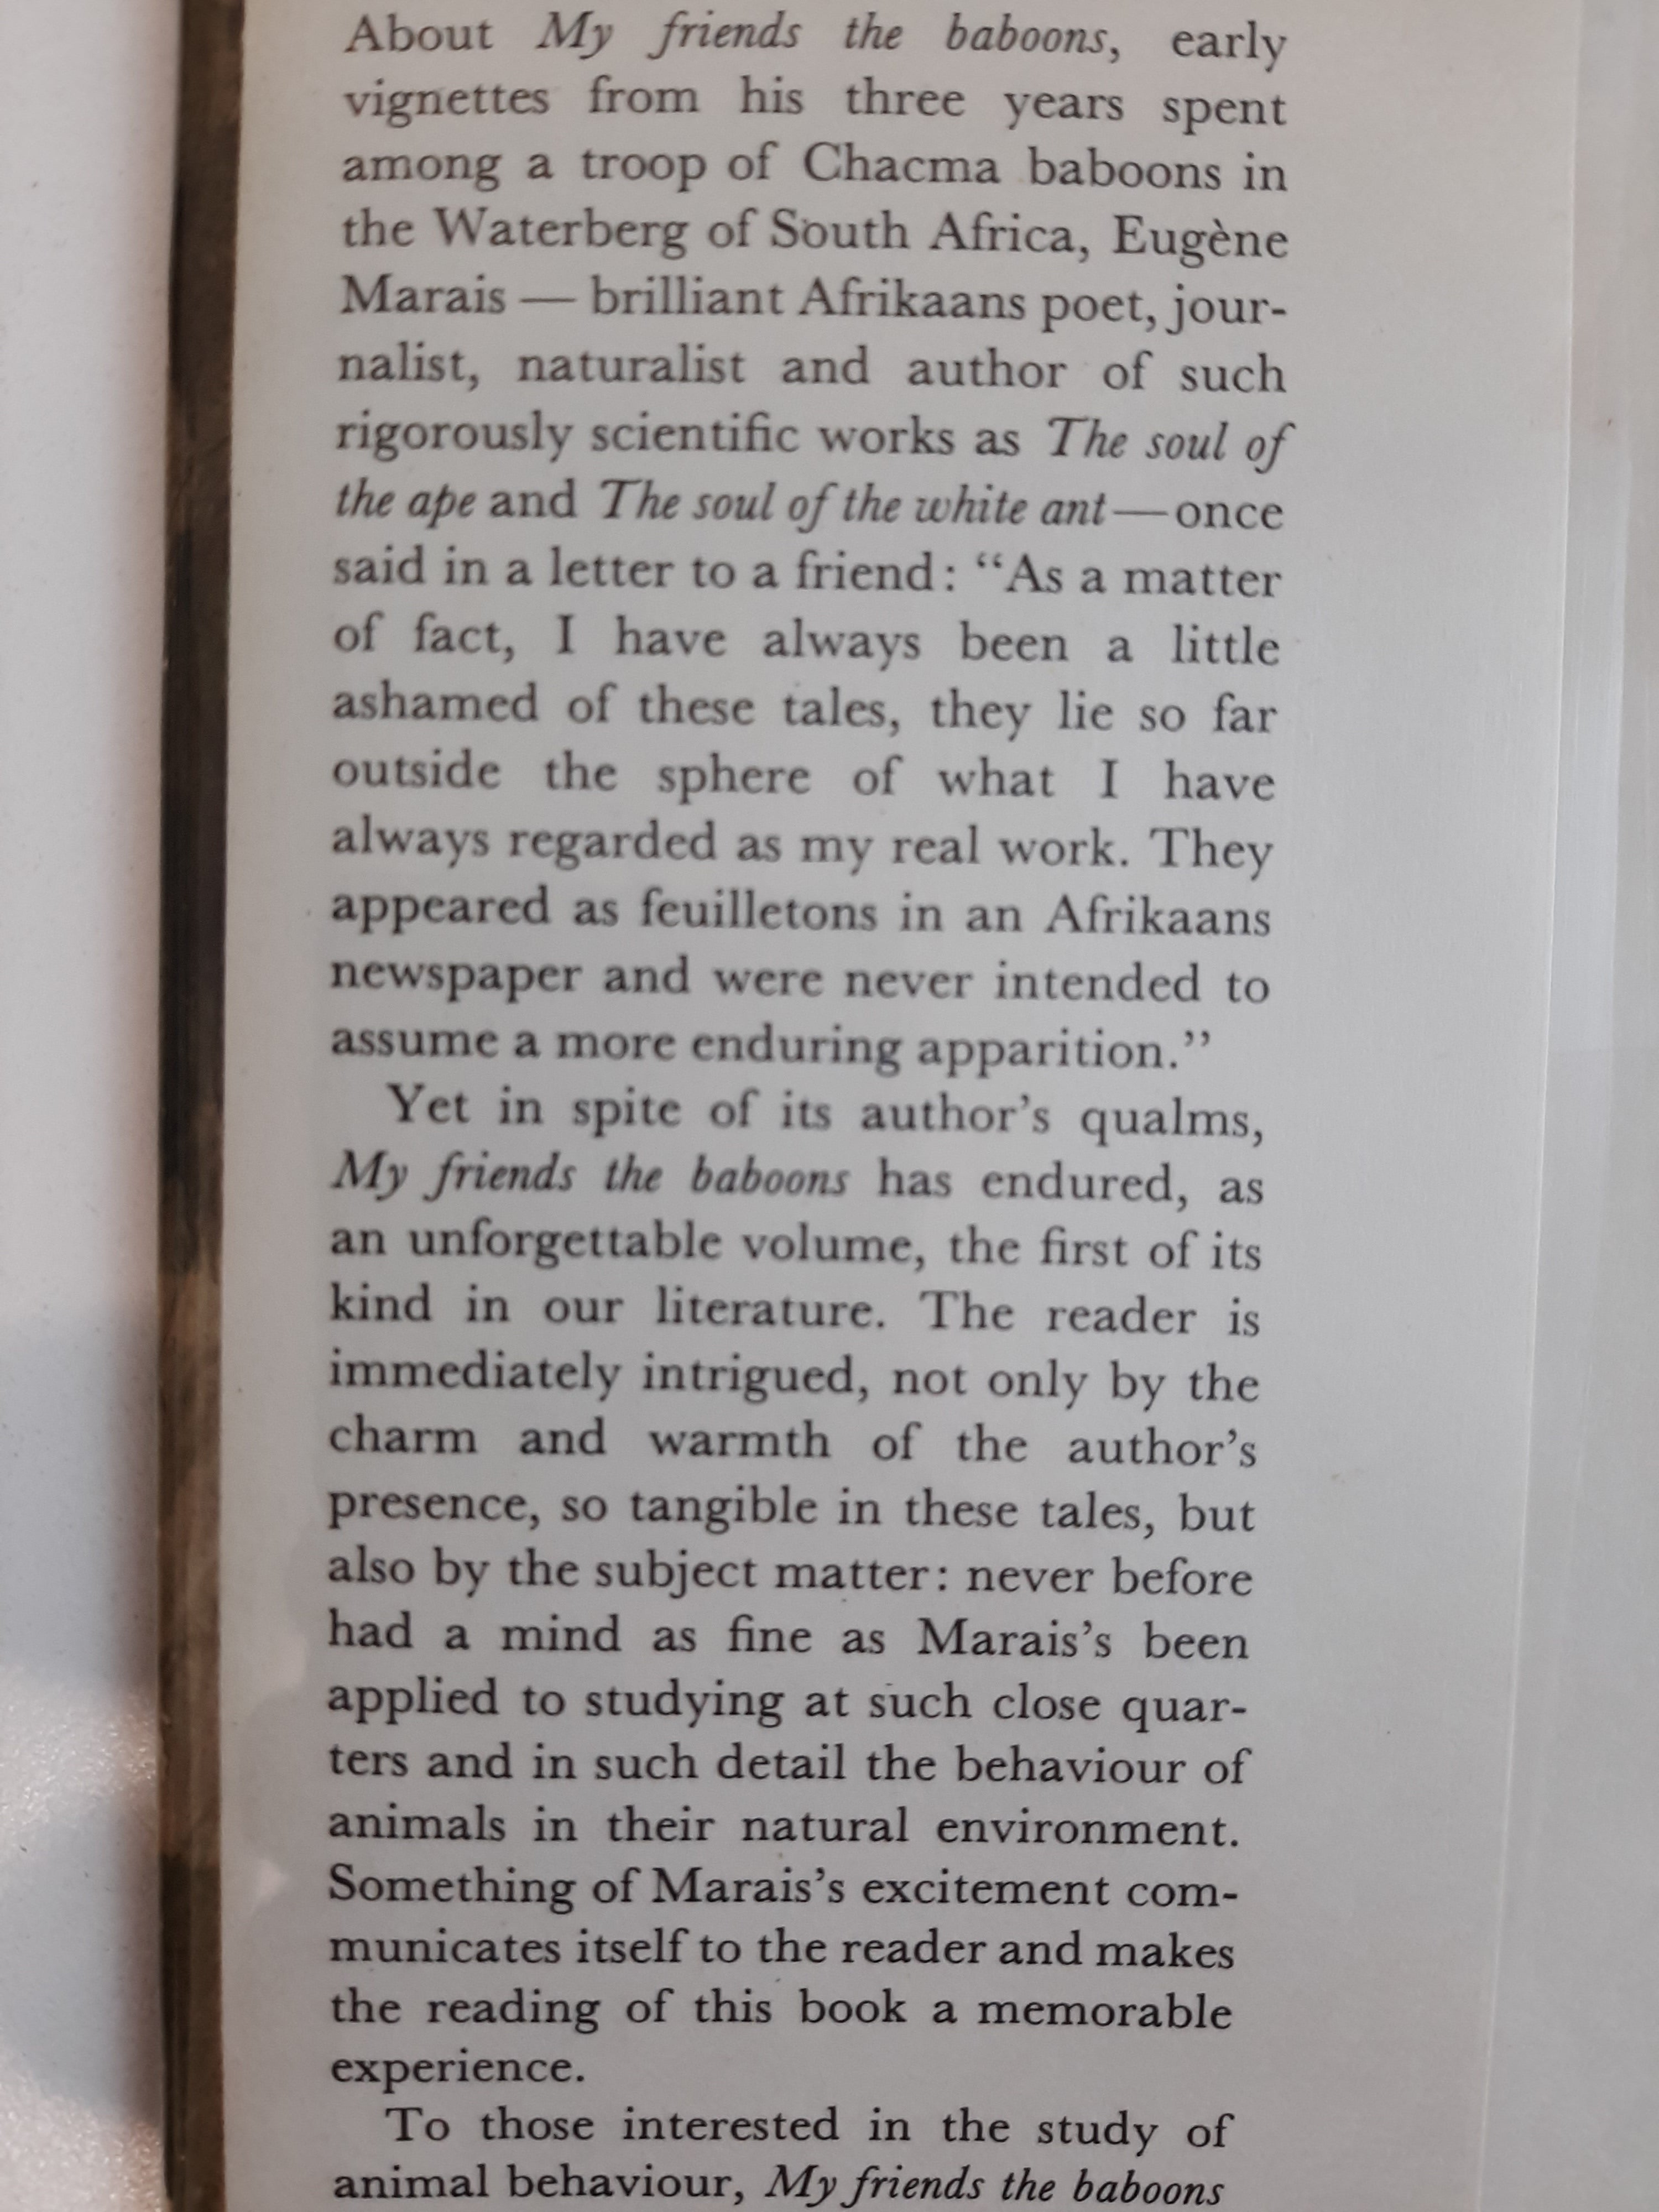 About My friends the baboons, early
vignettes from his three years spent
among a troop of Chacma baboons in
the Waterberg of South Africa, Eugène
Marais — brilliant Afrikaans poet, jour-
nalist, naturalist and author of such
rigorously scientific works as The soul of
the ape and The soul of the white ant—once
said in a letter to a friend: “As a matter
of fact, I have always been a little
ashamed of these tales, they lie so far
outside the sphere of what I have
always regarded as my real work. They
appeared as feuilletons in an Afrikaans
newspaper and were never intended to
assume a more enduring apparition.”
Yet in spite of its author’s qualms,
My friends the baboons has endured, as
an unforgettable volume, the first of its
kind in our literature. The reader is
immediately intrigued, not only by the
charm and warmth of the author’s
presence, so tangible in these tales, but
also by the subject matter: never before
had a mind as fine as Marais’s been
applied to studying at such close quar-
ters and in such detail the behaviour of
animals in their natural environment.
Something of Marais’s excitement com-
municates itself to the reader and makes
the reading of this book a memorable
experience.
To those interested in the study of
animal behaviour, My friends the baboons